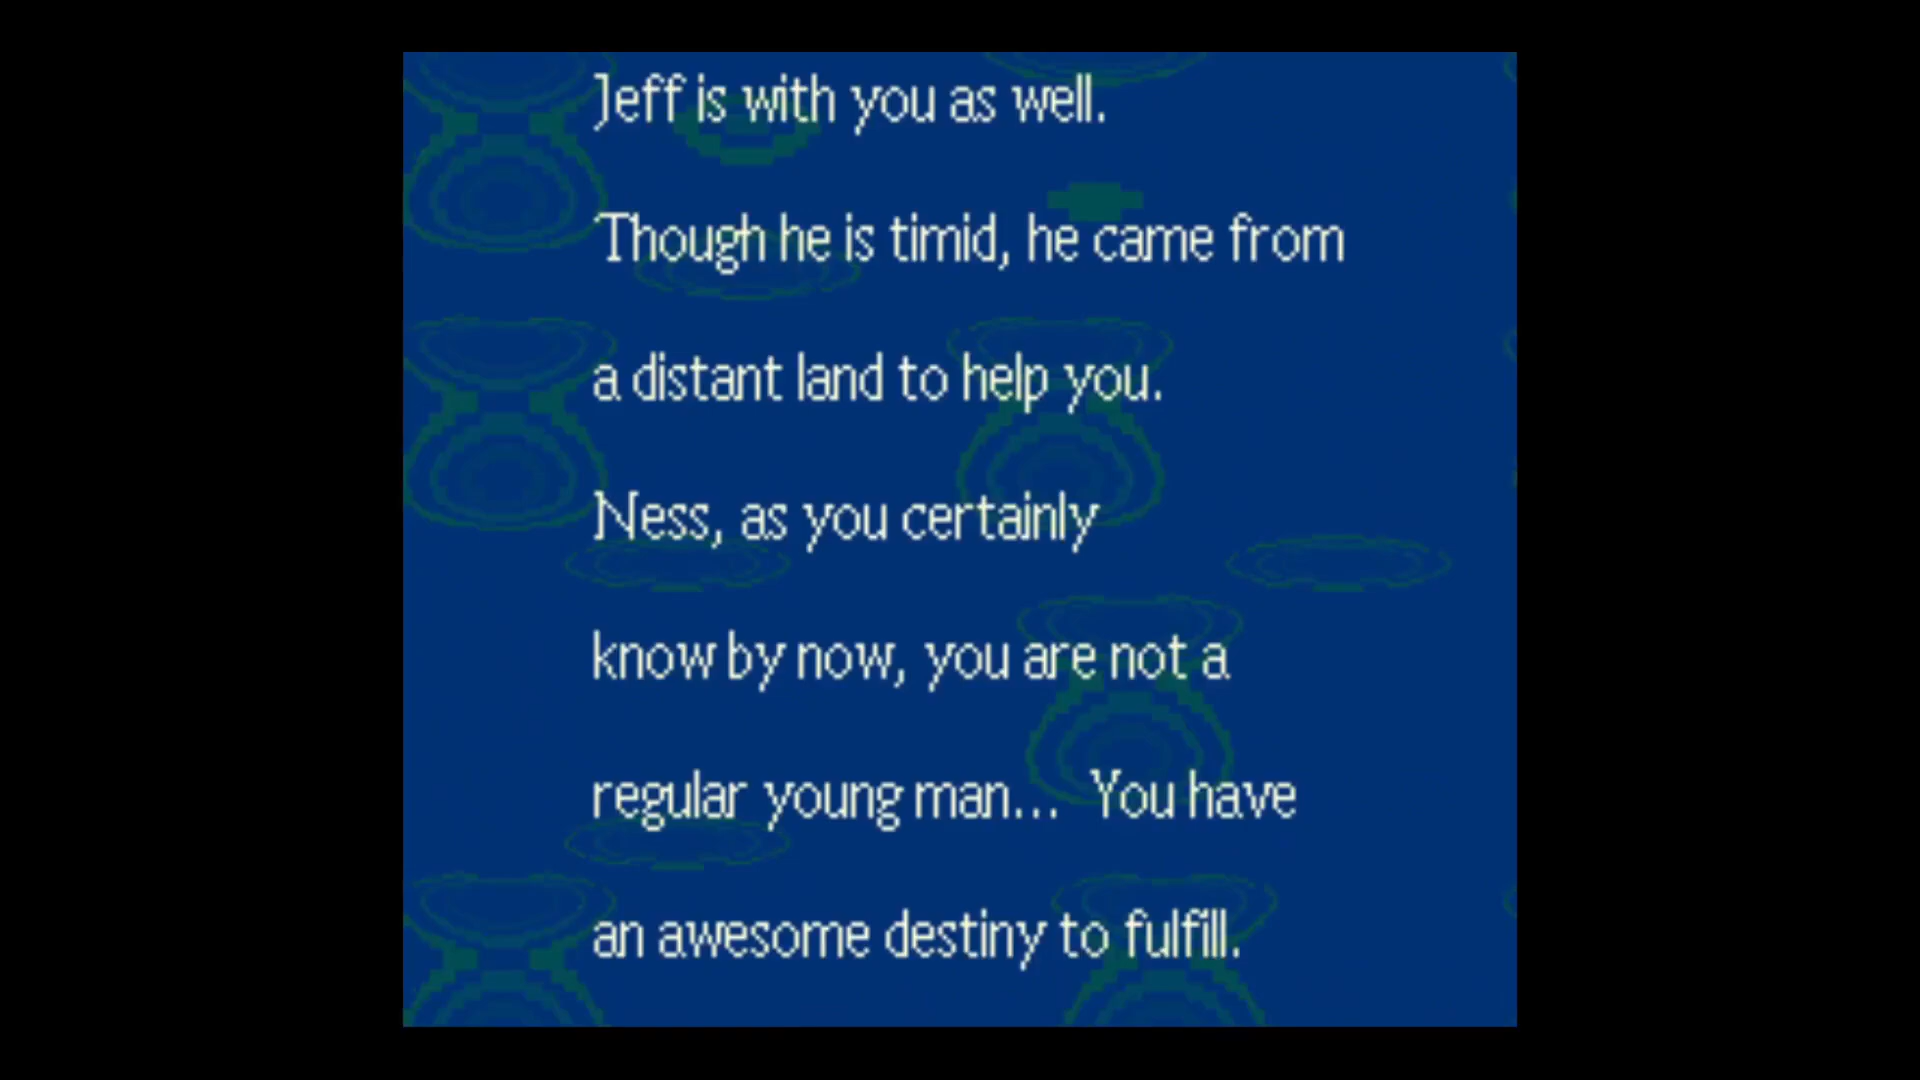 Jeff is with you as well.
Though he is timid, he came from
a distant land to help you.
Ness, as you certainly
know by now, you are not a
regular young man... You have
an awesome destiny to fulfill.